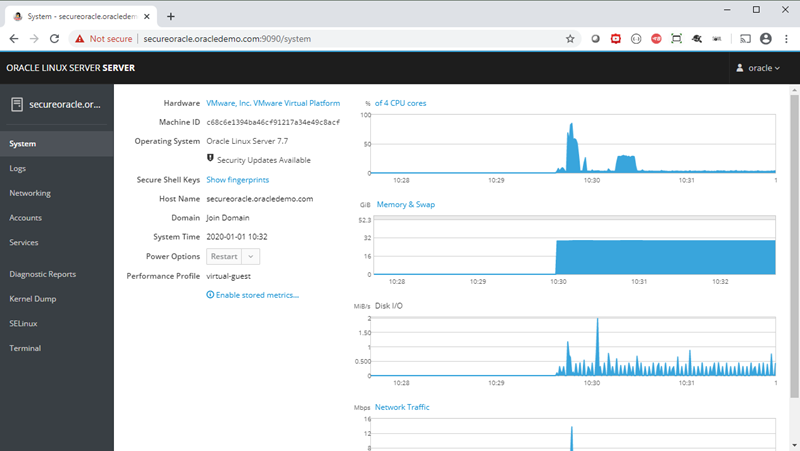 System - secureoracle.oracledem
Not secure | secureoracle.oracledemo.com:9090/system
ORACLE LINUX SERVER SERVER
oracle
secureoracle.or...
System
Logs
Networking
Accounts
Services
Diagnostic Reports
Kernel Dump
SELinux
Terminal
Hardware VMware, Inc. VMware Virtual Platform
Machine ID c68c6e1394ba46cf91217a34e49c8acf
Operating System Oracle Linux Server 7.7
Security Updates Available
Secure Shell Keys Show fingerprints
Host Name secureoracle.oracledemo.com
Domain Join Domain
System Time 2020-01-01 10:32
Power Options Restart
Performance Profile virtual-guest
Enable stored metrics...
% of 4 CPU cores
100
50
0
10:28 10:29 10:30 10:31 1
GiB Memory & Swap
52.3
32
16
0
10:28 10:29 10:30 10:31 10:32
MiB/s Disk I/O
2
1.50
1
0.500
0
10:28 10:29 10:30 10:31 1
Mbps Network Traffic
16
14
12
10
8